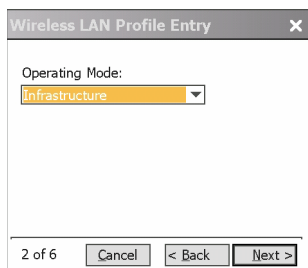 Wireless LAN Profile Entry
Operating Mode:
Infrastructure
2 of 6 Cancel < Back Next >